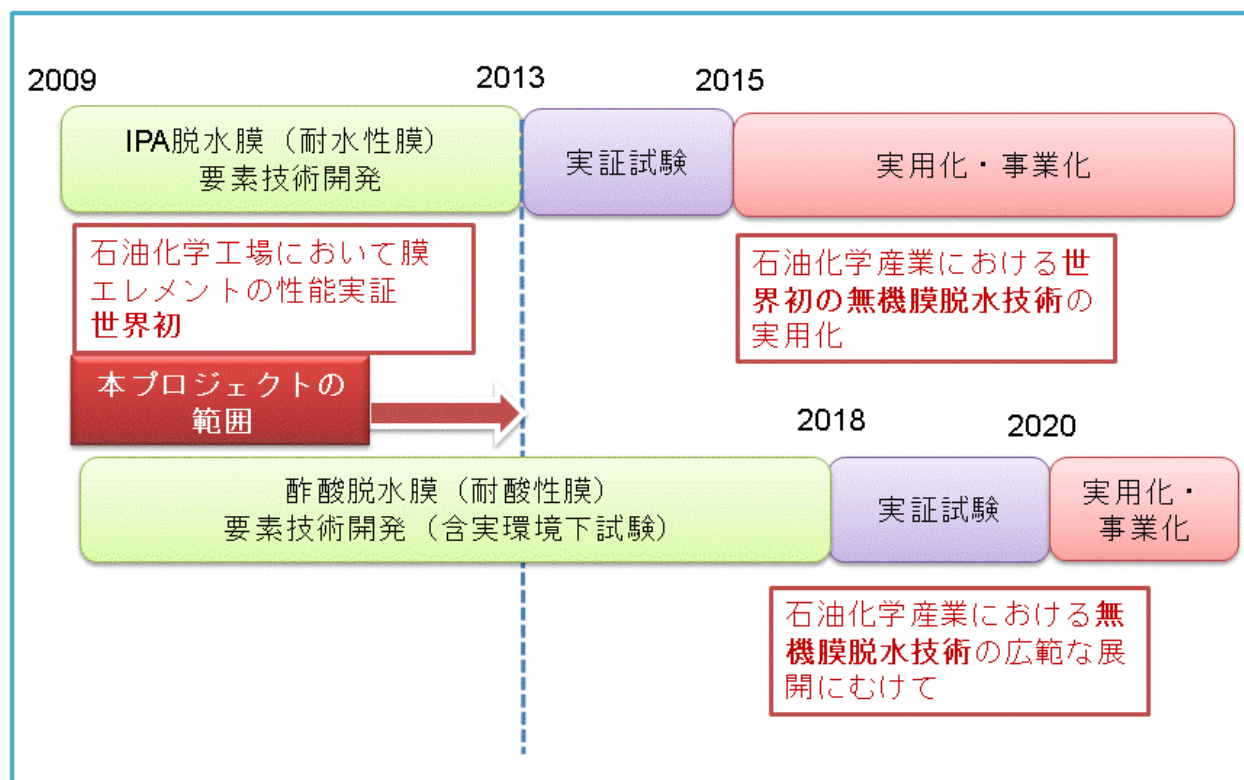 2009
2013
2015
IPA脱水膜（耐水性膜）
要素技術開発
実証試験
実用化・事業化
石油化学工場において膜
エレメントの性能実証
世界初
石油化学産業における世
界初の無機膜脱水技術の
実用化
本プロジェクトの
範囲
2018
2020
酢酸脱水膜（耐酸性膜）
要素技術開発（含実環境下試験）
実証試験
実用化・
事業化
石油化学産業における無
機膜脱水技術の広範な展
開にむけて